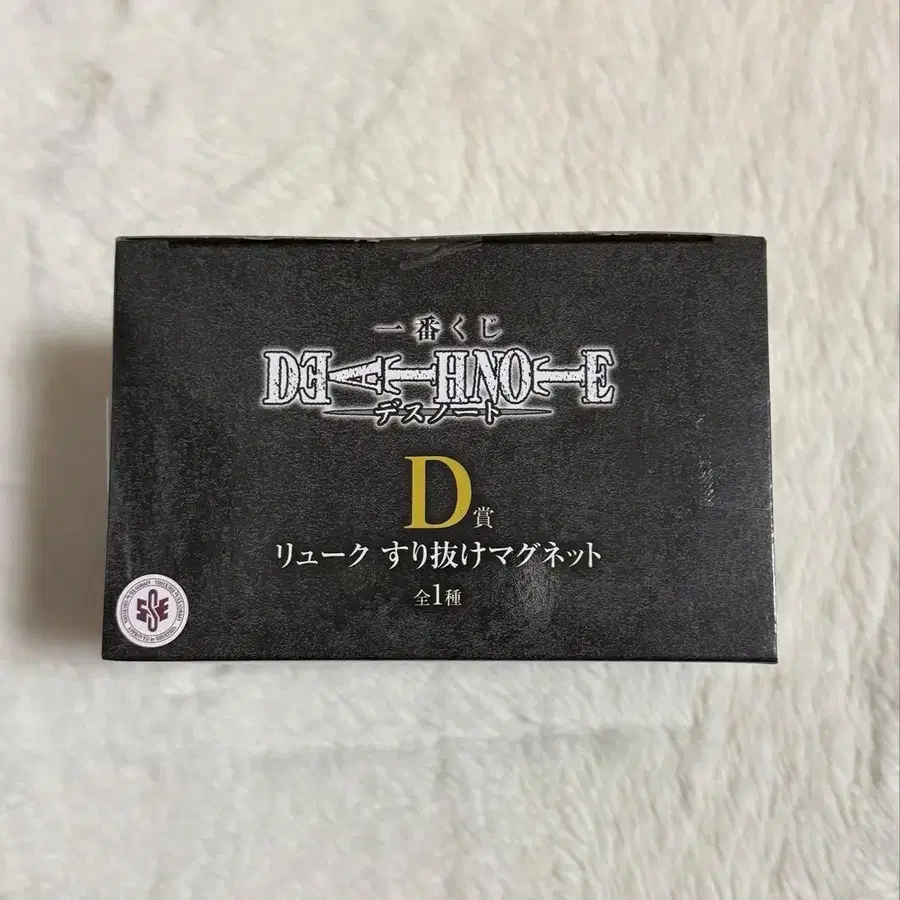 一番くじ
DEATH NOTE
デスノート
D賞
リューク すり抜けマグネット
全1種